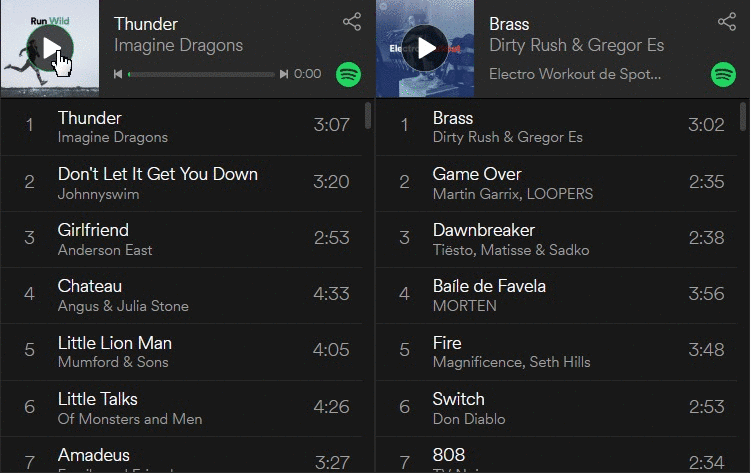 Run Wild
Thunder
Imagine Dragons
0:00
1 Thunder 3:07
Imagine Dragons
2 Don't Let It Get You Down 3:20
Johnnyswim
3 Girlfriend 2:53
Anderson East
4 Chateau 4:33
Angus & Julia Stone
5 Little Lion Man 4:05
Mumford & Sons
6 Little Talks 4:26
Of Monsters and Men
7 Amadeus 3:27
Brass
Dirty Rush & Gregor Es
Electro Workout de Spot...
1 Brass 3:02
Dirty Rush & Gregor Es
2 Game Over 2:35
Martin Garrix, LOOPERS
3 Dawnbreaker 2:38
Tiësto, Matisse & Sadko
4 Baíle de Favela 3:56
MORTEN
5 Fire 3:48
Magnificence, Seth Hills
6 Switch 2:53
Don Diablo
7 808 2:34